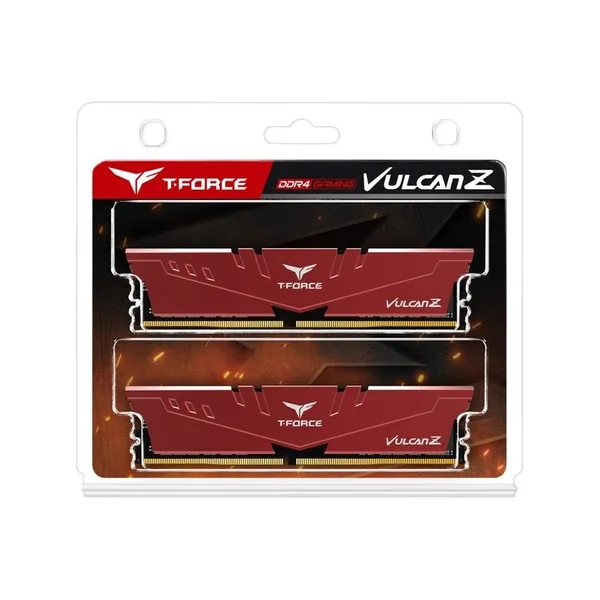 T-FORCE DDR4 GAMING VULCAN Z
T-FORCE
VULCAN Z
T-FORCE
VULCAN Z